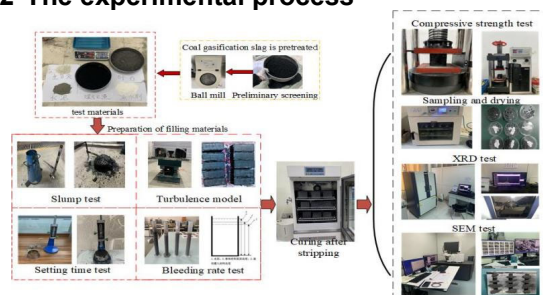 2 The experimental process
Coal gasification slag is pretreated
Ball mill
Preliminary screening
test materials
Preparation of filling materials
Slump test
Turbulence model
Setting time test
Bleeding rate test
Curing after
stripping
Compressive strength test
Sampling and drying
XRD test
SEM test